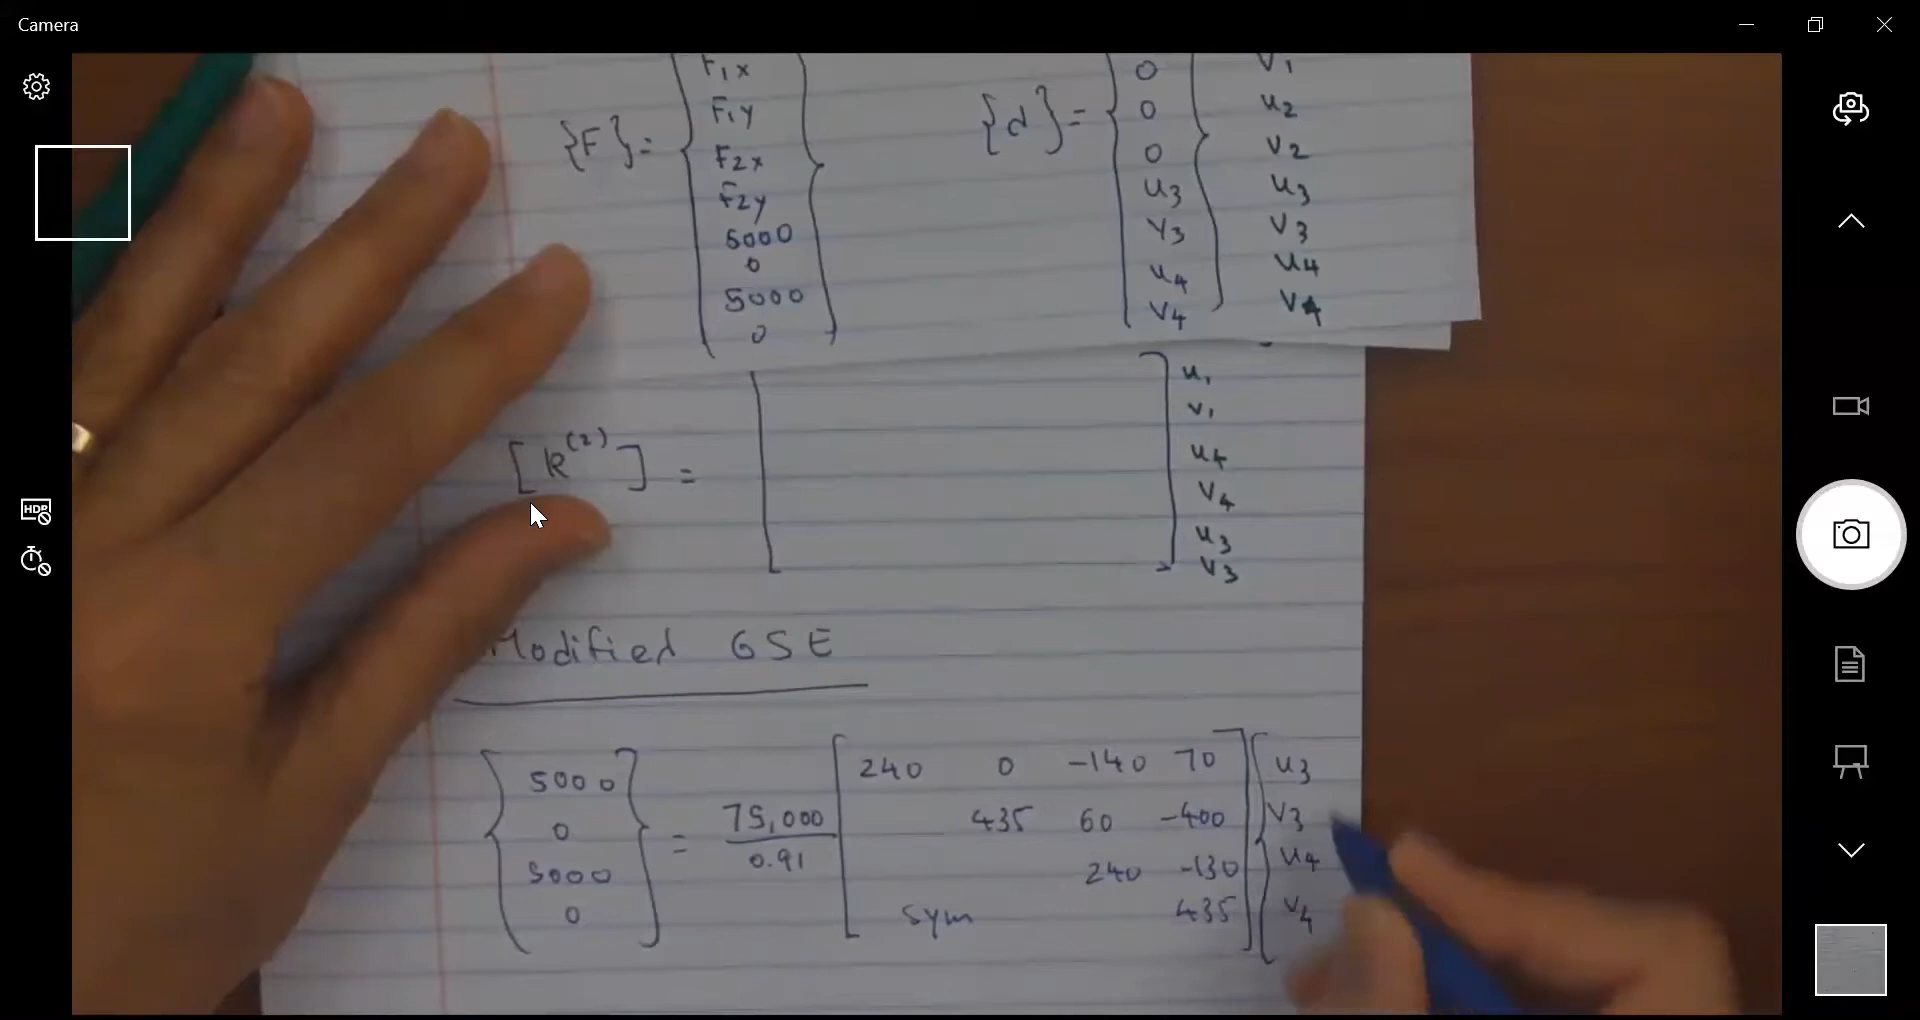 Camera
F1x
F1y
{F} =
F2x
F2y
5000
0
5000
0
{d} =
0
0
0
u3
v3
u4
v4
v1
u2
v2
u3
v3
u4
v4
[k(2)] =
u1
v1
u4
v4
u3
v3
Modified GSE
5000
0
5000
0
=
75,000
0.91
240 0 -140 70
435 60 -400
240 -130
sym 435
u3
v3
u4
v4
HDR